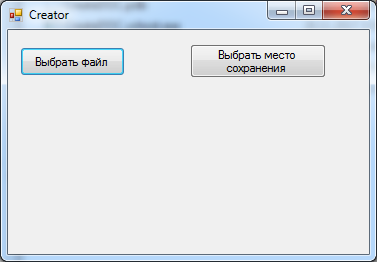 Creator
Выбрать файл
Выбрать место
сохранения